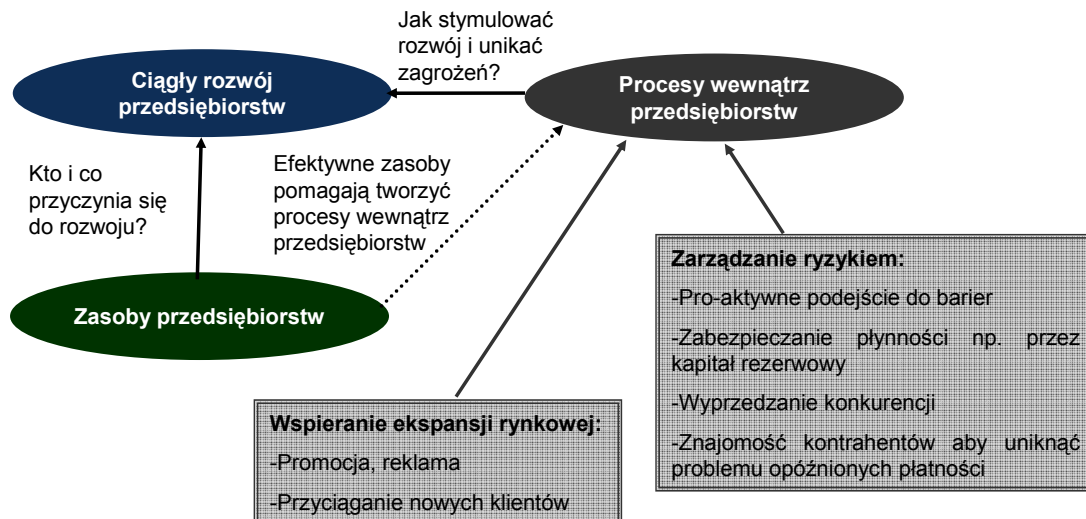 Jak stymulować
rozwój i unikać
zagrożeń?
Ciągły rozwój
przedsiębiorstw
Procesy wewnątrz
przedsiębiorstw
Kto i co
przyczynia się
do rozwoju?
Efektywne zasoby
pomagają tworzyć
procesy wewnątrz
przedsiębiorstw
Zasoby przedsiębiorstw
Zarządzanie ryzykiem:
-Pro-aktywne podejście do barier
-Zabezpieczanie płynności np. przez
kapitał rezerwowy
-Wyprzedzanie konkurencji
-Znajomość kontrahentów aby uniknąć
problemu opóźnionych płatności
Wspieranie ekspansji rynkowej:
-Promocja, reklama
-Przyciąganie nowych klientów